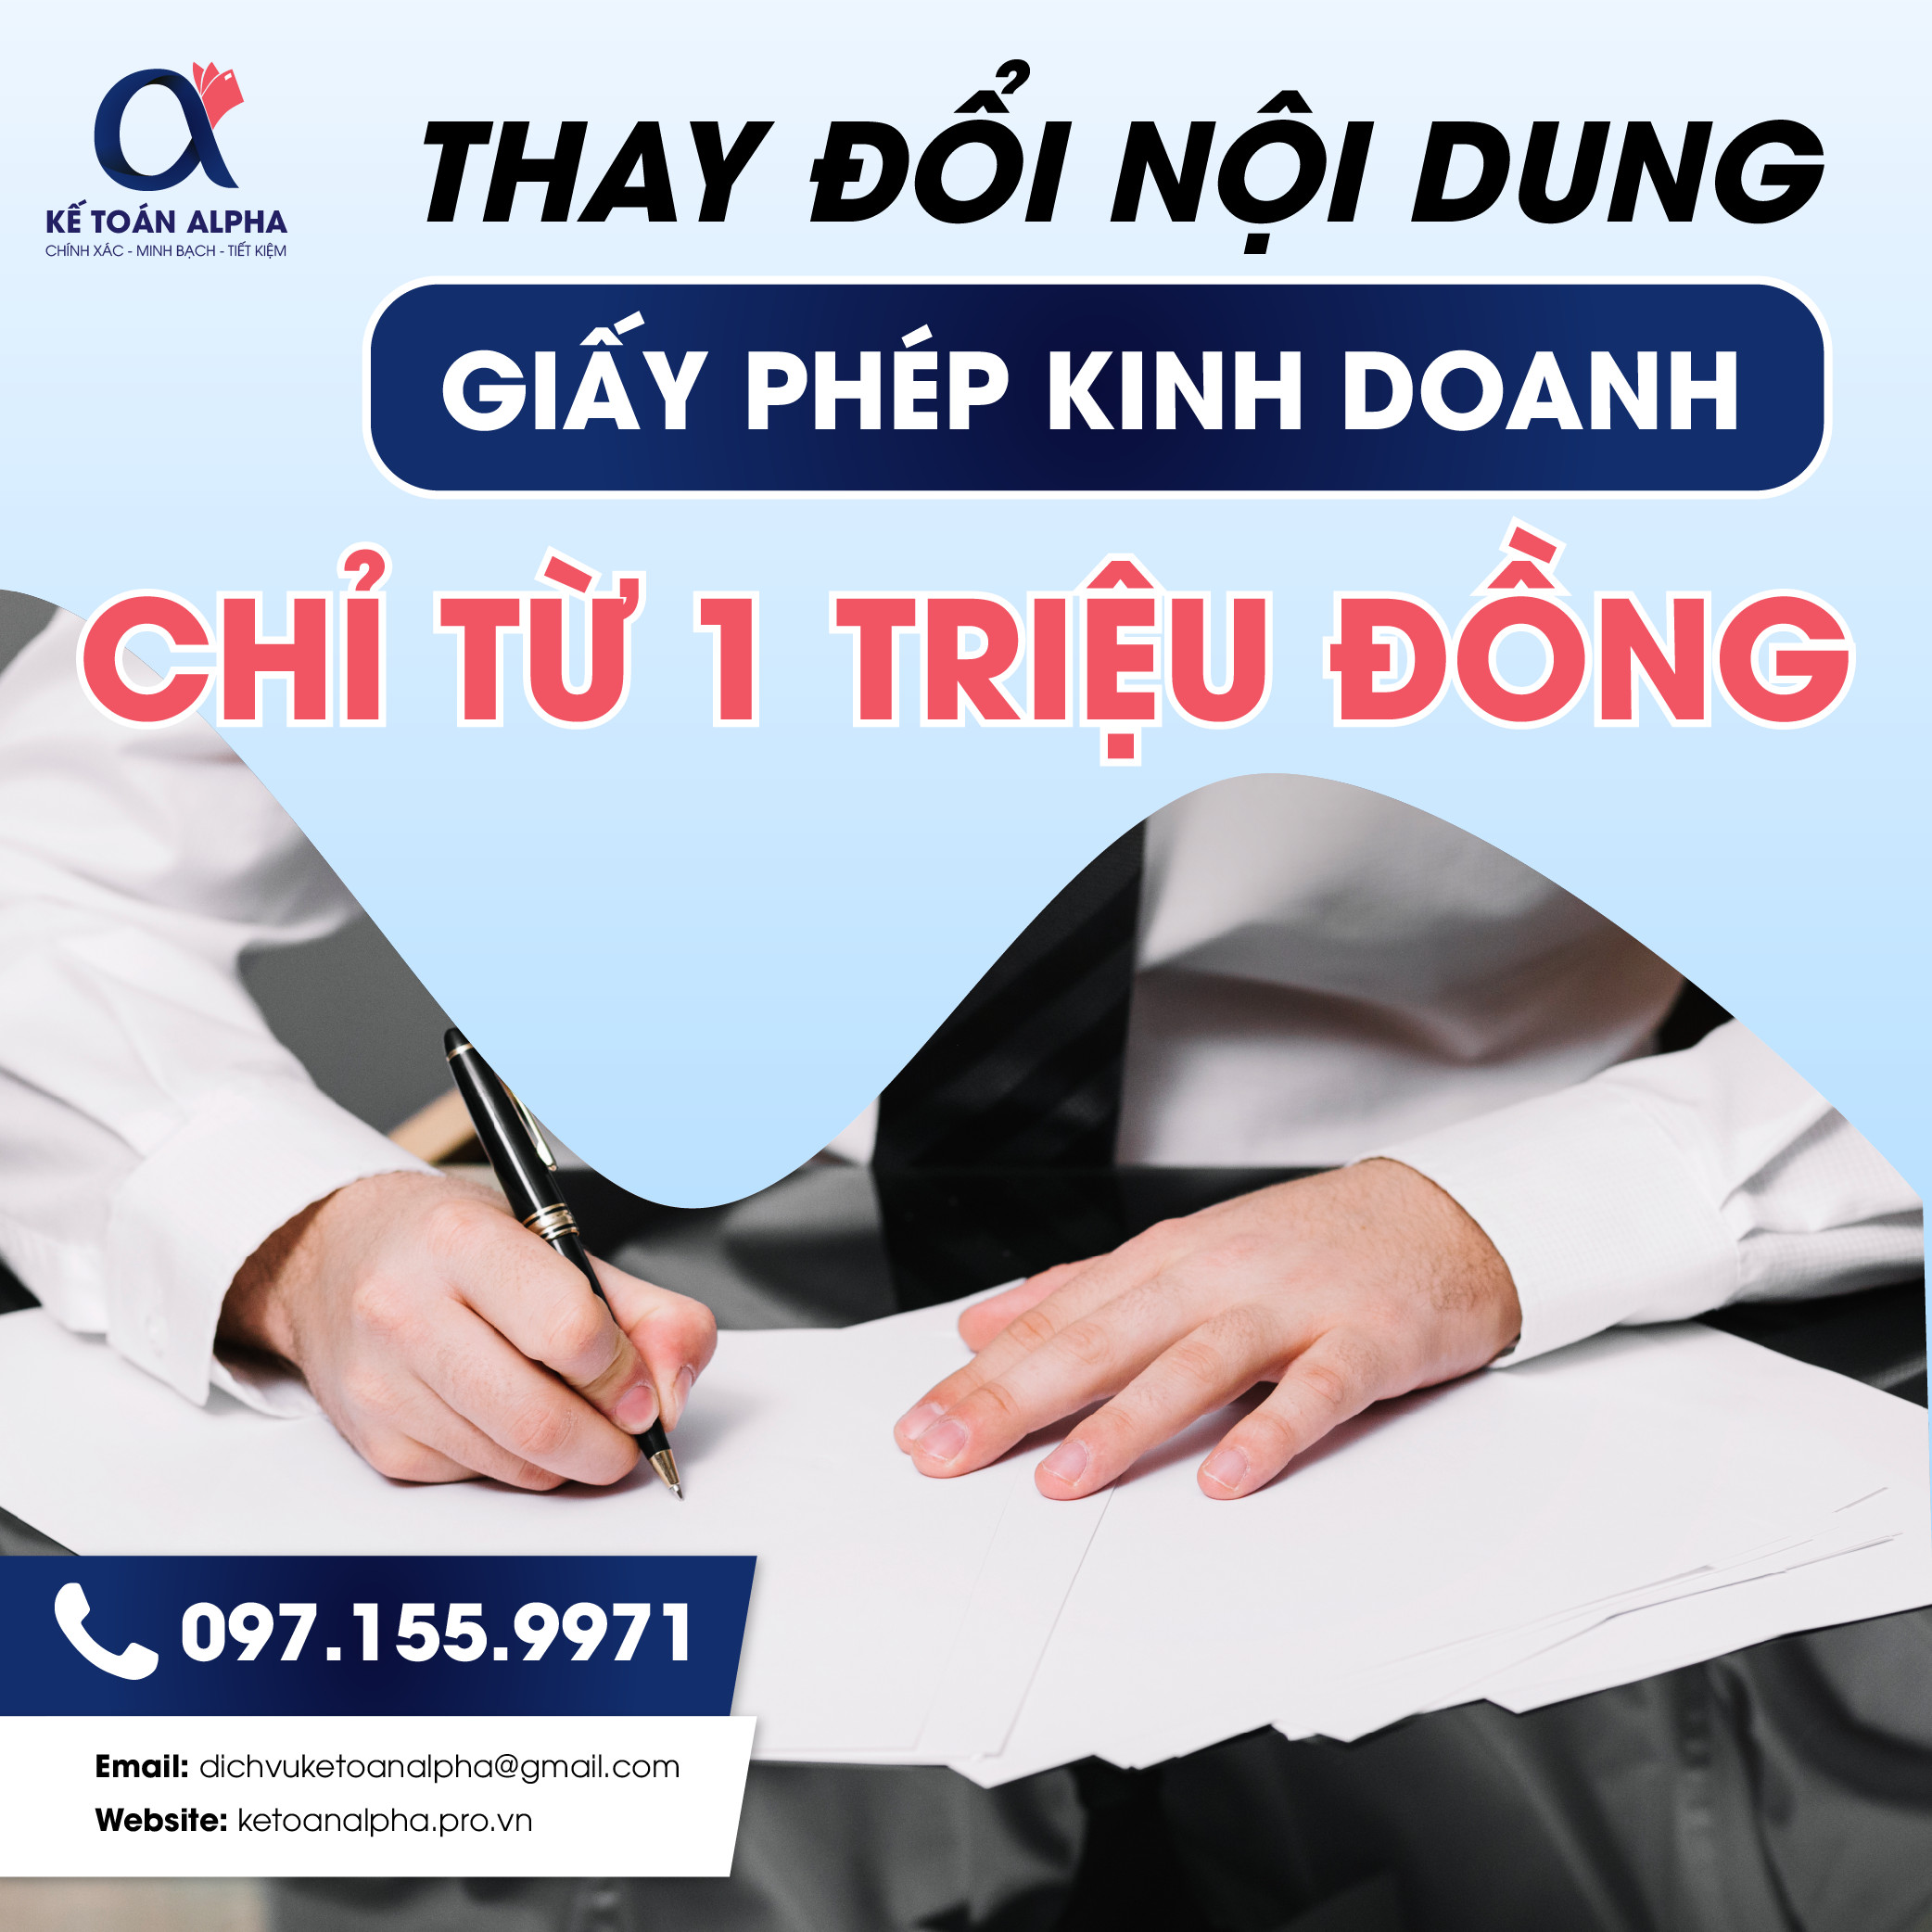 KẾ TOÁN ALPHA
CHÍNH XÁC - MINH BẠCH - TIẾT KIỆM
THAY ĐỔI NỘI DUNG
GIẤY PHÉP KINH DOANH
CHỈ TỪ 1 TRIỆU ĐỒNG
097.155.9971
Email: dichvuketoanalpha@gmail.com
Website: ketoanalpha.pro.vn